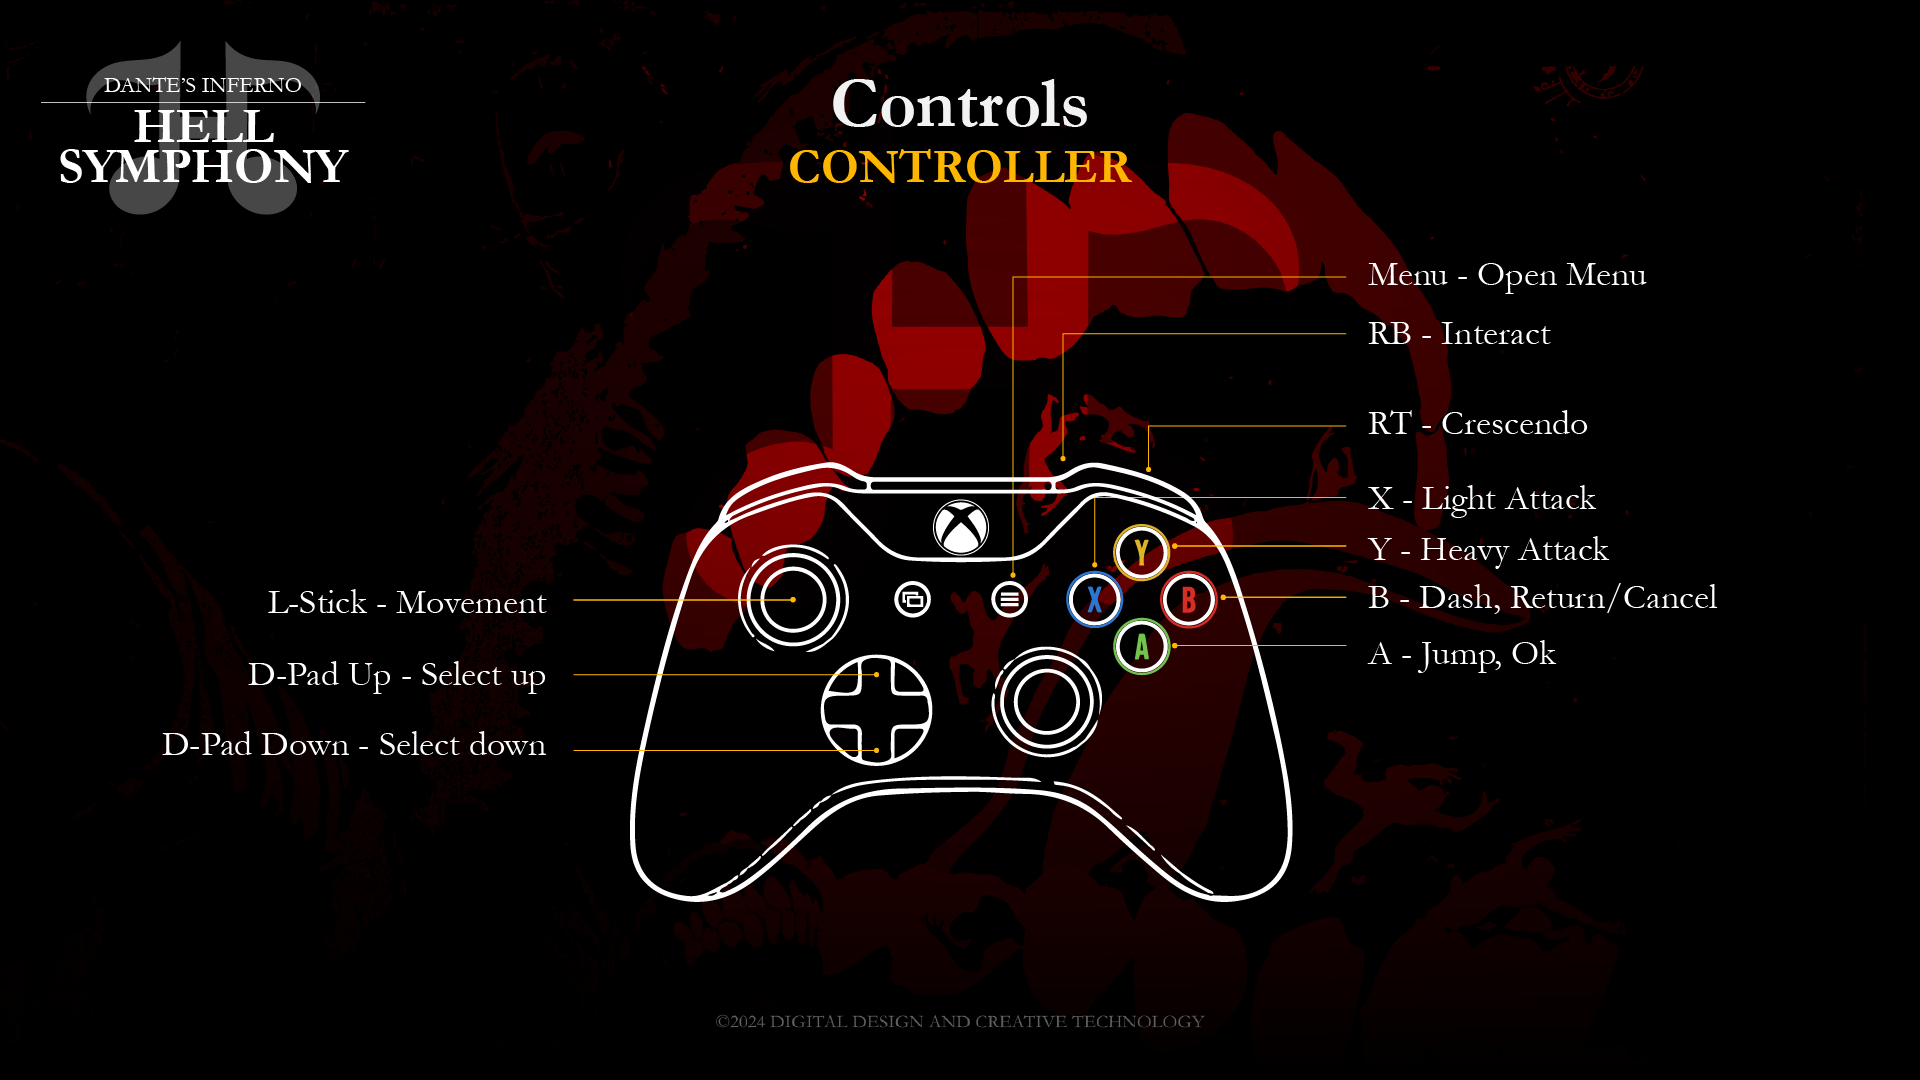 DANTE'S INFERNO
HELL
SYMPHONY
Controls
CONTROLLER
Menu - Open Menu
RB - Interact
RT - Crescendo
X - Light Attack
Y - Heavy Attack
B - Dash, Return/Cancel
A - Jump, Ok
L-Stick - Movement
D-Pad Up - Select up
D-Pad Down - Select down
Y
X
B
A
©2024 DIGITAL DESIGN AND CREATIVE TECHNOLOGY